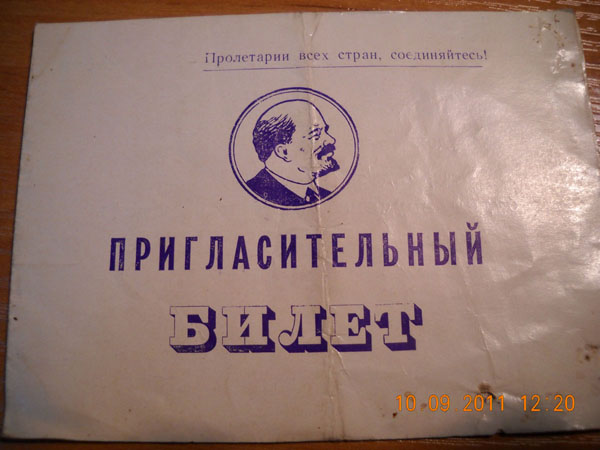 Пролетарии всех стран, соединяйтесь!
ПРИГЛАСИТЕЛЬНЫЙ
БИЛЕТ
10.09.2011 12:20